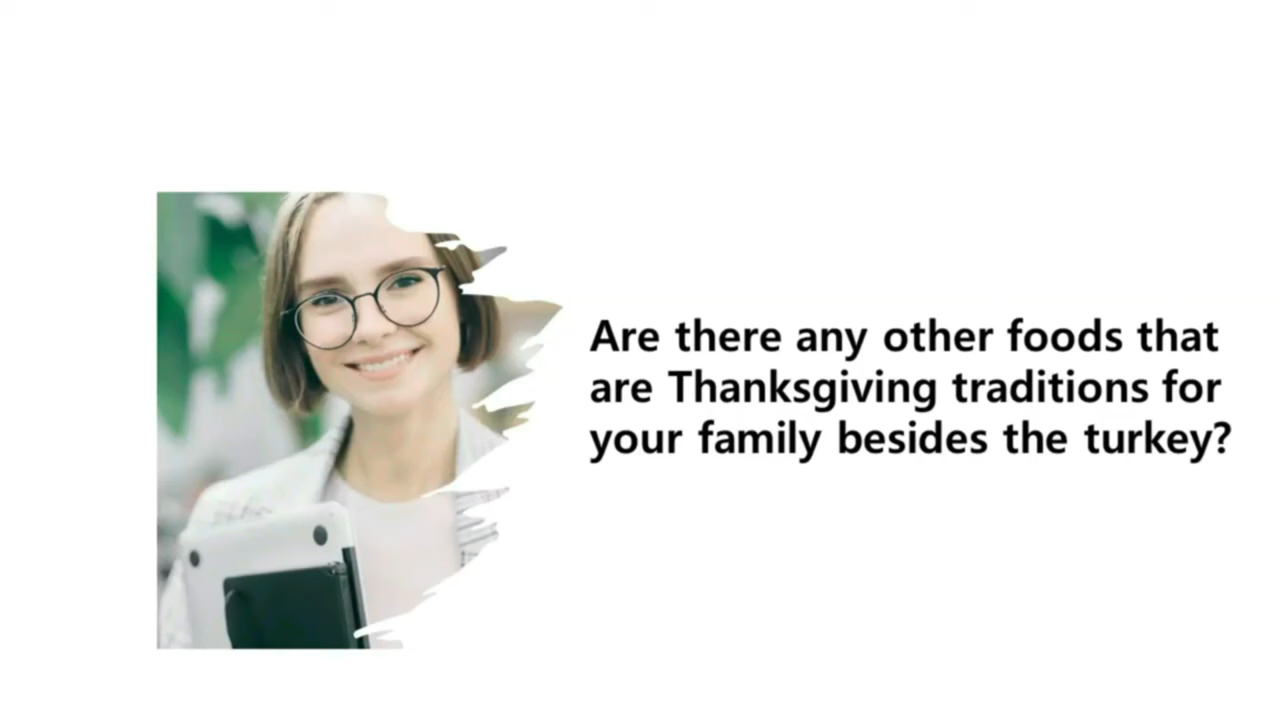 Are there any other foods that
are Thanksgiving traditions for
your family besides the turkey?